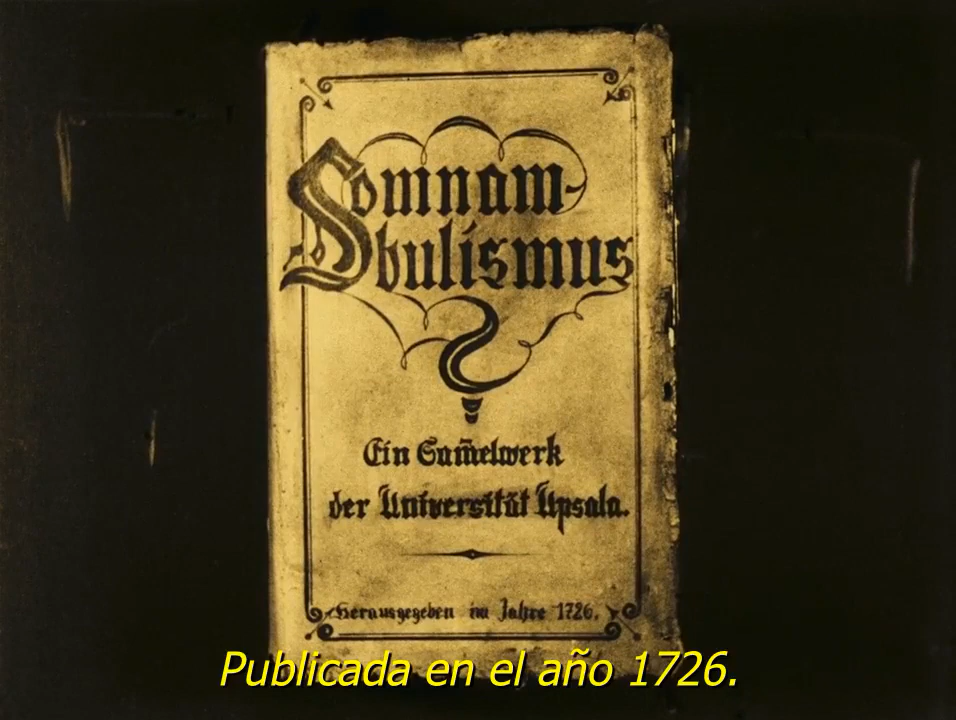 Somnam-
bulismus
Ein Sam̄elwerk
der Universität Upsala.
Herausgegeben im Jahre 1726.
Publicada en el año 1726.